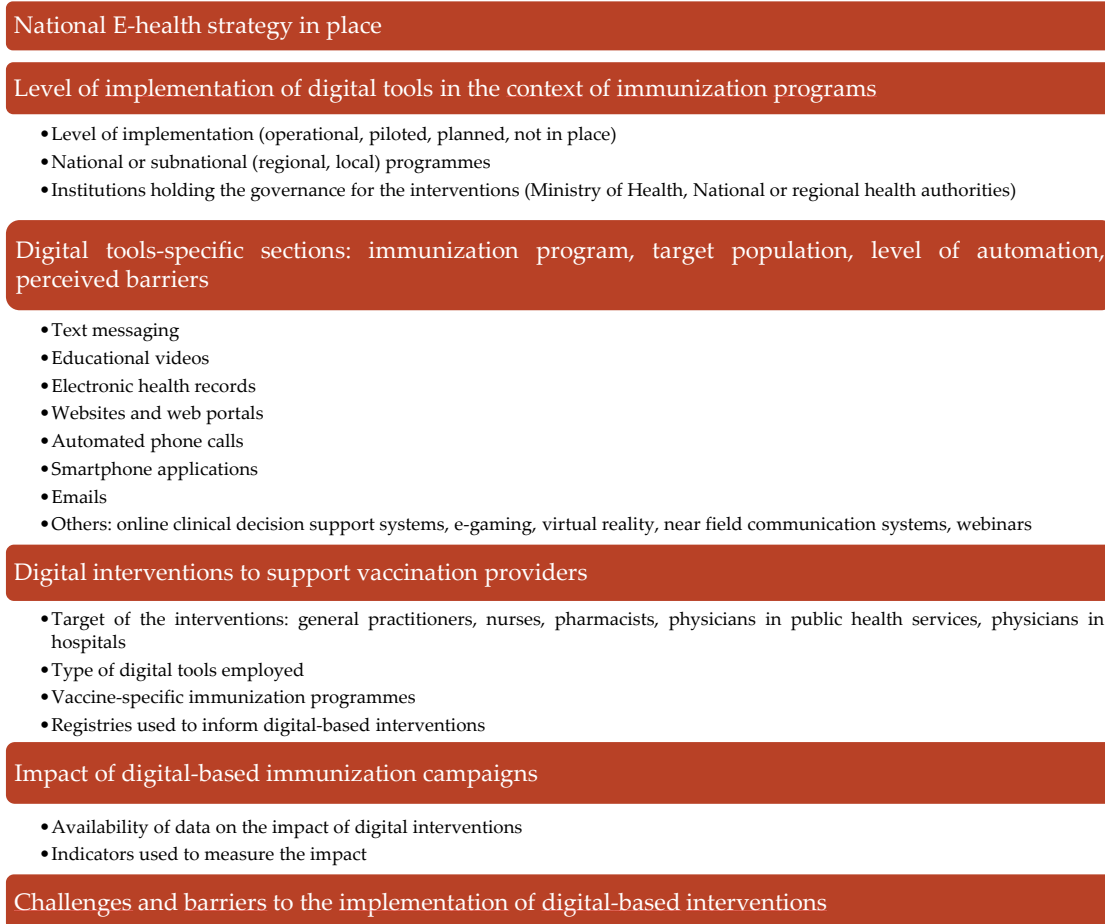 National E-health strategy in place
Level of implementation of digital tools in the context of immunization programs
•Level of implementation (operational, piloted, planned, not in place)
•National or subnational (regional, local) programmes
•Institutions holding the governance for the interventions (Ministry of Health, National or regional health authorities)
Digital tools-specific sections: immunization program, target population, level of automation,
perceived barriers
•Text messaging
•Educational videos
•Electronic health records
•Websites and web portals
•Automated phone calls
•Smartphone applications
•Emails
•Others: online clinical decision support systems, e-gaming, virtual reality, near field communication systems, webinars
Digital interventions to support vaccination providers
•Target of the interventions: general practitioners, nurses, pharmacists, physicians in public health services, physicians in
hospitals
•Type of digital tools employed
•Vaccine-specific immunization programmes
•Registries used to inform digital-based interventions
Impact of digital-based immunization campaigns
•Availability of data on the impact of digital interventions
•Indicators used to measure the impact
Challenges and barriers to the implementation of digital-based interventions